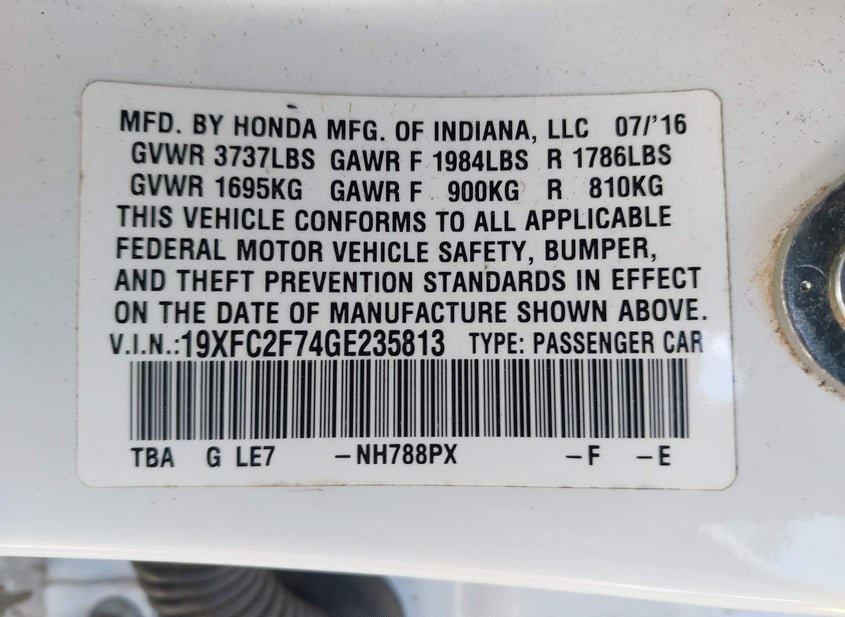 MFD. BY HONDA MFG. OF INDIANA, LLC 07/'16
GVWR 3737LBS GAWR F 1984LBS R 1786LBS
GVWR 1695KG GAWR F 900KG R 810KG
THIS VEHICLE CONFORMS TO ALL APPLICABLE
FEDERAL MOTOR VEHICLE SAFETY, BUMPER,
AND THEFT PREVENTION STANDARDS IN EFFECT
ON THE DATE OF MANUFACTURE SHOWN ABOVE.
V.I.N.:19XFC2F74GE235813 TYPE: PASSENGER CAR
TBA G LE7 -NH788PX -F -E